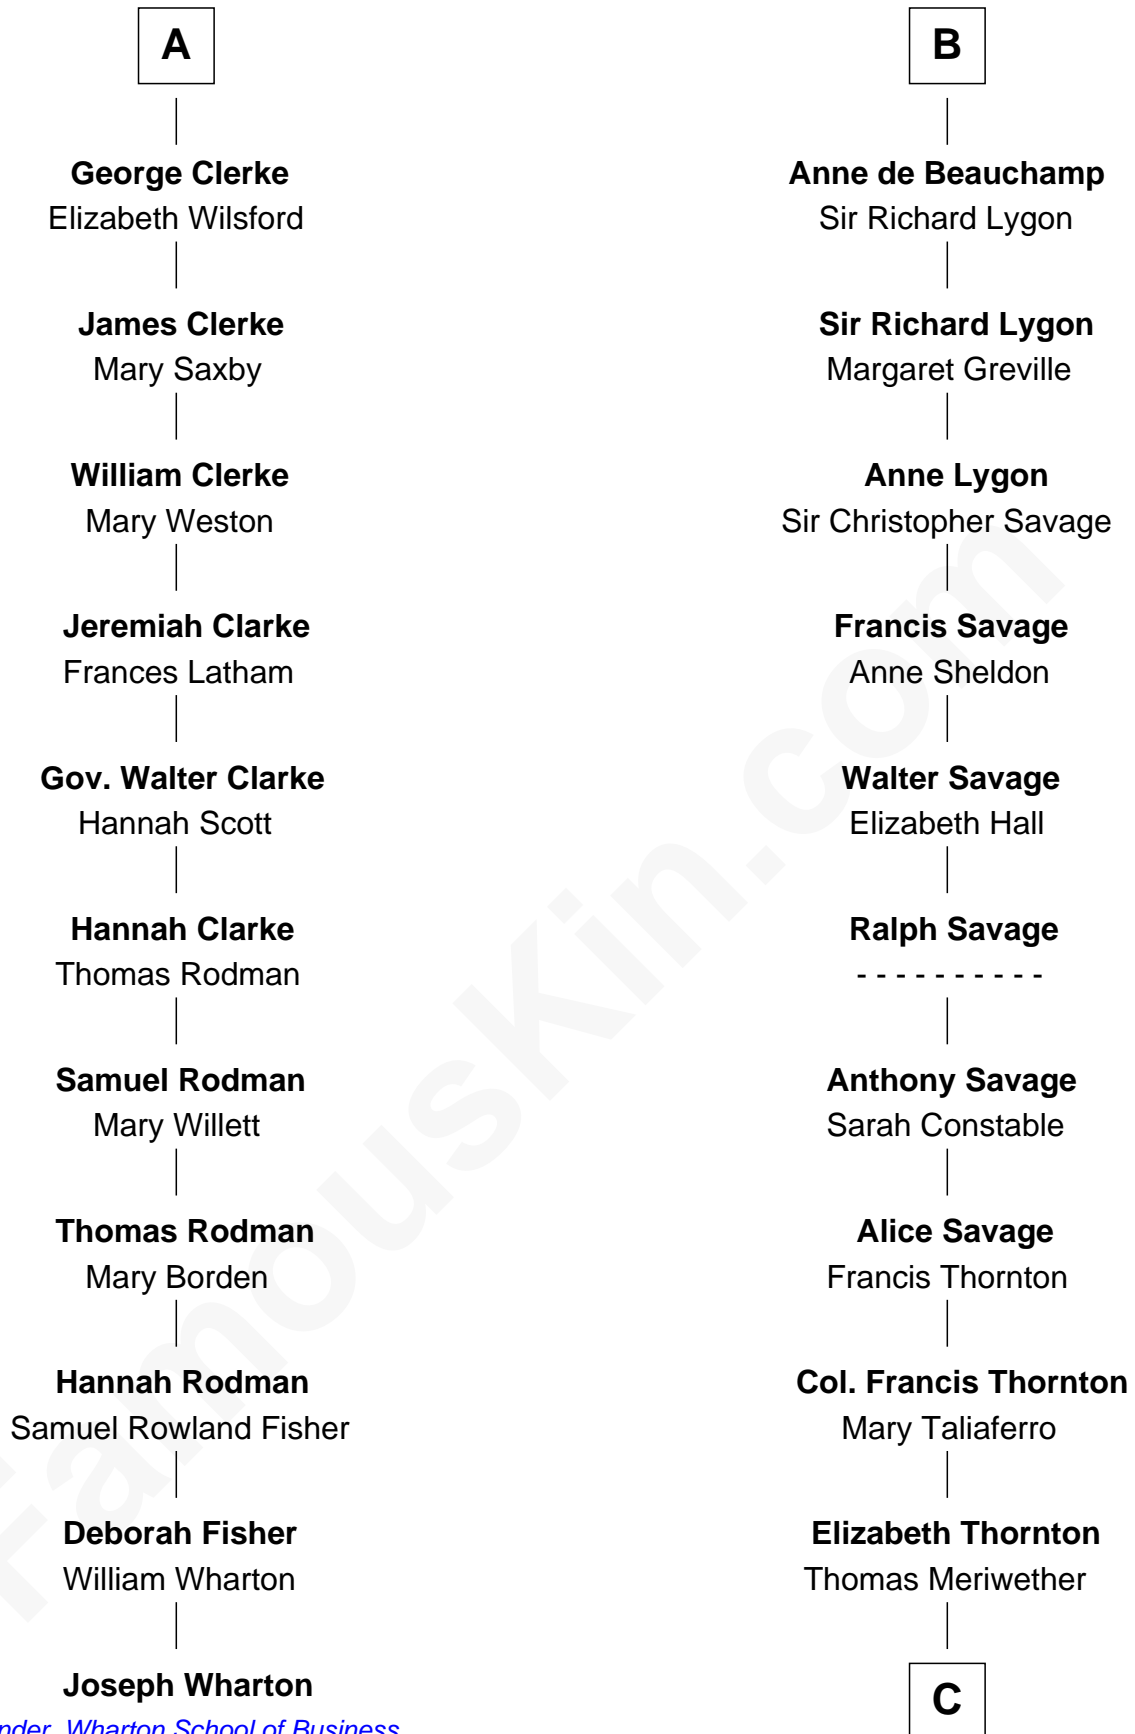 A
George Clerke
Elizabeth Wilsford
James Clerke
Mary Saxby
William Clerke
Mary Weston
Jeremiah Clarke
Frances Latham
Gov. Walter Clarke
Hannah Scott
Hannah Clarke
Thomas Rodman
Samuel Rodman
Mary Willett
Thomas Rodman
Mary Borden
Hannah Rodman
Samuel Rowland Fisher
Deborah Fisher
William Wharton
Joseph Wharton
Wharton School of Business
B
Anne de Beauchamp
Sir Richard Lygon
Sir Richard Lygon
Margaret Greville
Anne Lygon
Sir Christopher Savage
Francis Savage
Anne Sheldon
Walter Savage
Elizabeth Hall
Ralph Savage
- - - - - - - - - -
Anthony Savage
Sarah Constable
Alice Savage
Francis Thornton
Col. Francis Thornton
Mary Taliaferro
Elizabeth Thornton
Thomas Meriwether
C
FamousKin.com